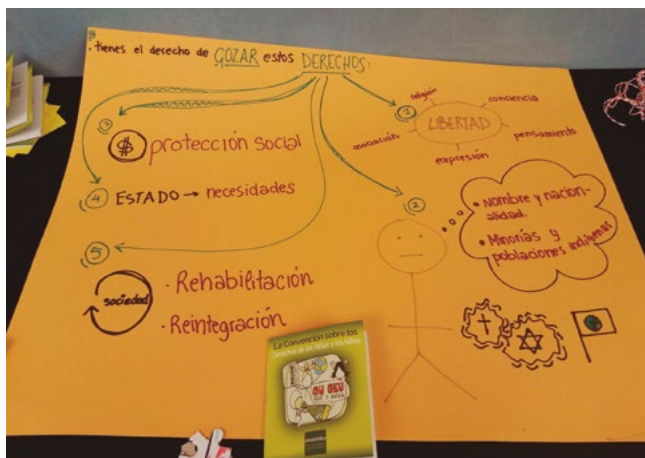 • tienes el derecho de GOZAR estos DERECHOS:
1
religión
conciencia
LIBERTAD
asociación
pensamiento
expresión
2
• Nombre y nacion-
alidad.
• Minorías y
poblaciones indígenas
3
$ protección social
4 ESTADO → necesidades
5
sociedad
• Rehabilitación
• Reintegración
La Convención sobre los
Derechos de las Niñas y los Niños